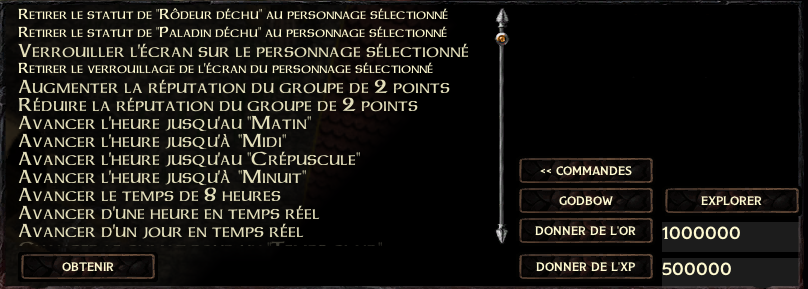 Retirer le statut de "Rôdeur déchu" au personnage sélectionné
Retirer le statut de "Paladin déchu" au personnage sélectionné
Verrouiller l'écran sur le personnage sélectionné
Retirer le verrouillage de l'écran du personnage sélectionné
Augmenter la réputation du groupe de 2 points
Réduire la réputation du groupe de 2 points
Avancer l'heure jusqu'au "Matin"
Avancer l'heure jusqu'à "Midi"
Avancer l'heure jusqu'au "Crépuscule"
Avancer l'heure jusqu'à "Minuit"
Avancer le temps de 8 heures
Avancer d'une heure en temps réel
Avancer d'un jour en temps réel
OBTENIR
<< COMMANDES
GODBOW
EXPLORER
DONNER DE L'OR
1000000
DONNER DE L'XP
500000